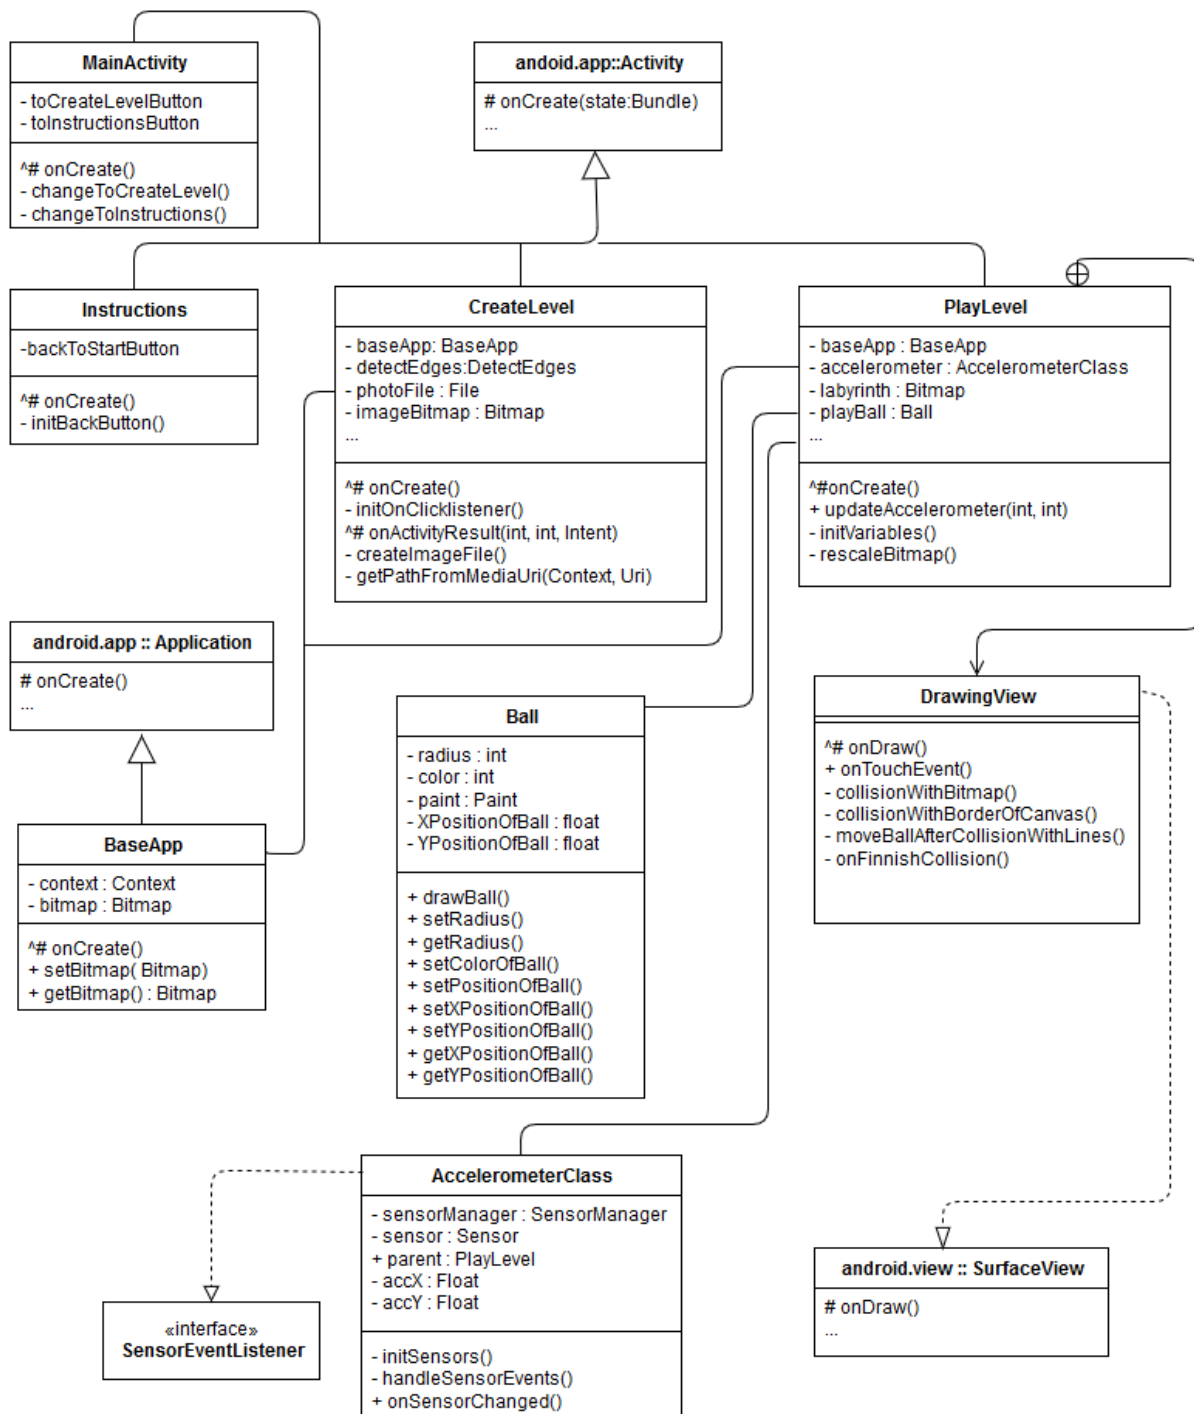 MainActivity
- toCreateLevelButton
- toInstructionsButton
^# onCreate()
- changeToCreateLevel()
- changeToInstructions()
andoid.app::Activity
# onCreate(state:Bundle)
...
Instructions
-backToStartButton
^# onCreate()
- initBackButton()
CreateLevel
- baseApp: BaseApp
- detectEdges:DetectEdges
- photoFile : File
- imageBitmap : Bitmap
...
^# onCreate()
- initOnClicklistener()
^# onActivityResult(int, int, Intent)
- createImageFile()
- getPathFromMediaUri(Context, Uri)
PlayLevel
- baseApp : BaseApp
- accelerometer : AccelerometerClass
- labyrinth : Bitmap
- playBall : Ball
...
^#onCreate()
+ updateAccelerometer(int, int)
- initVariables()
- rescaleBitmap()
android.app :: Application
# onCreate()
...
BaseApp
- context : Context
- bitmap : Bitmap
^# onCreate()
+ setBitmap( Bitmap)
+ getBitmap() : Bitmap
Ball
- radius : int
- color : int
- paint : Paint
- XPositionOfBall : float
- YPositionOfBall : float
+ drawBall()
+ setRadius()
+ getRadius()
+ setColorOfBall()
+ setPositionOfBall()
+ setXPositionOfBall()
+ setYPositionOfBall()
+ getXPositionOfBall()
+ getYPositionOfBall()
DrawingView
^# onDraw()
+ onTouchEvent()
- collisionWithBitmap()
- collisionWithBorderOfCanvas()
- moveBallAfterCollisionWithLines()
- onFinnishCollision()
AccelerometerClass
- sensorManager : SensorManager
- sensor : Sensor
+ parent : PlayLevel
- accX : Float
- accY : Float
- initSensors()
- handleSensorEvents()
+ onSensorChanged()
«interface»
SensorEventListener
android.view :: SurfaceView
# onDraw()
...